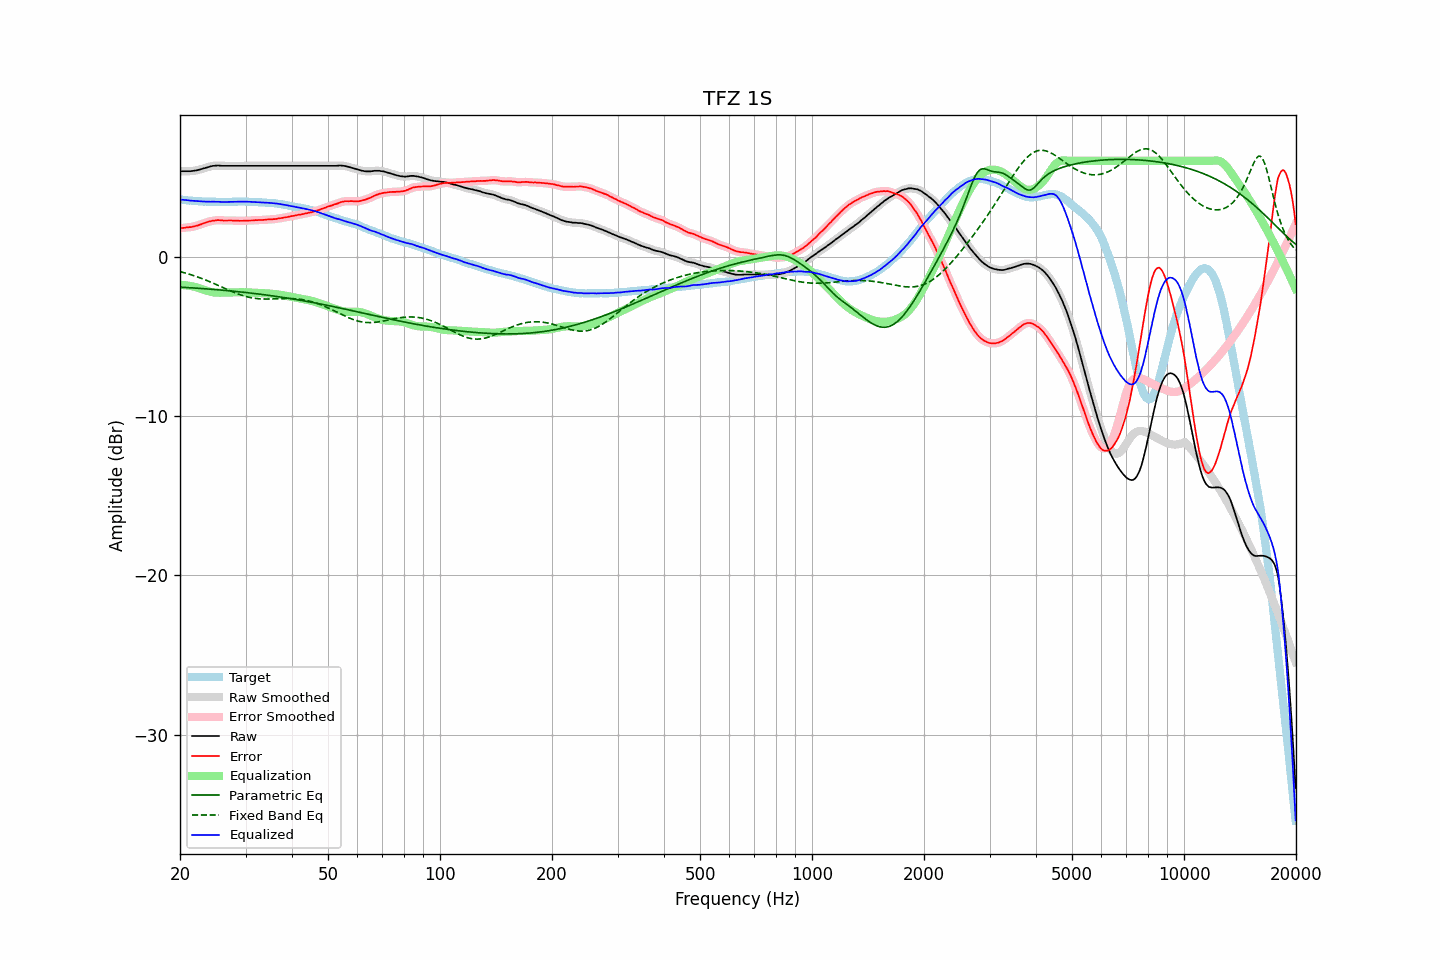 TFZ 1S
Amplitude (dBr)
0
−10
−20
−30
Target
Raw Smoothed
Error Smoothed
Raw
Error
Equalization
Parametric Eq
Fixed Band Eq
Equalized
20 50 100 200 500 1000 2000 5000 10000 20000
Frequency (Hz)